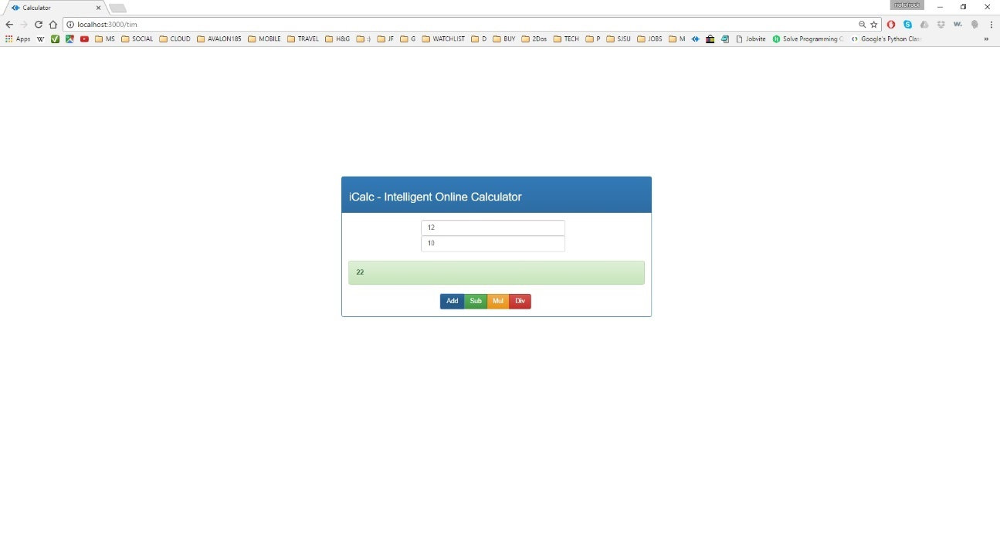 Calculator
notofrock
localhost:3000/tim
Apps W MS SOCIAL CLOUD AVALON185 MOBILE TRAVEL H&G :) JF G WATCHLIST D BUY 2Dos TECH P SJSU JOBS M Jobvite Solve Programming Google's Python Clas »
iCalc - Intelligent Online Calculator
12
10
22
Add Sub Mul Div